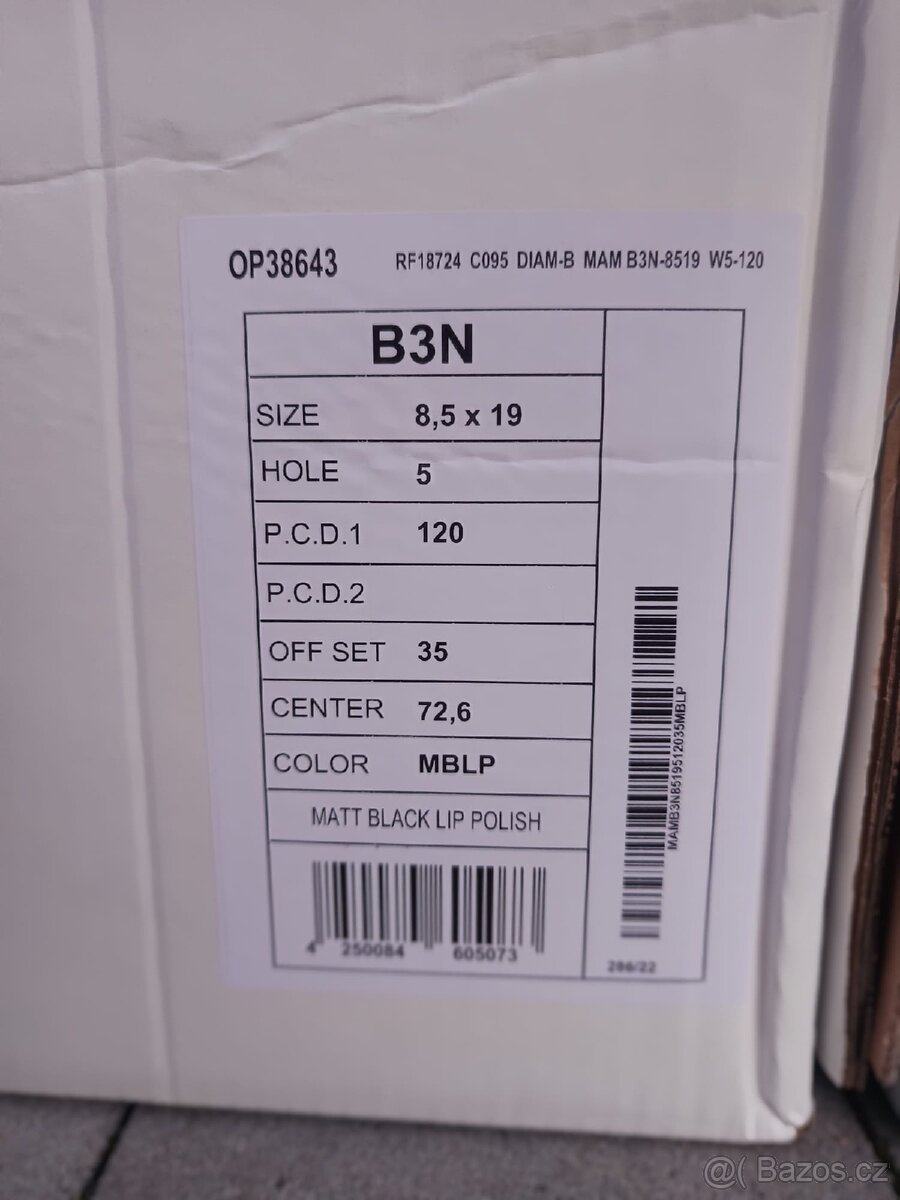 OP38643 RF18724 C095 DIAM-B MAM B3N-8519 W5-120
B3N
SIZE 8,5 x 19
HOLE 5
P.C.D.1 120
P.C.D.2
OFF SET 35
CENTER 72,6
COLOR MBLP
MATT BLACK LIP POLISH
4 250084 605073
MAMB3N8519512035MBLP
286/22
@( Bazos.cz